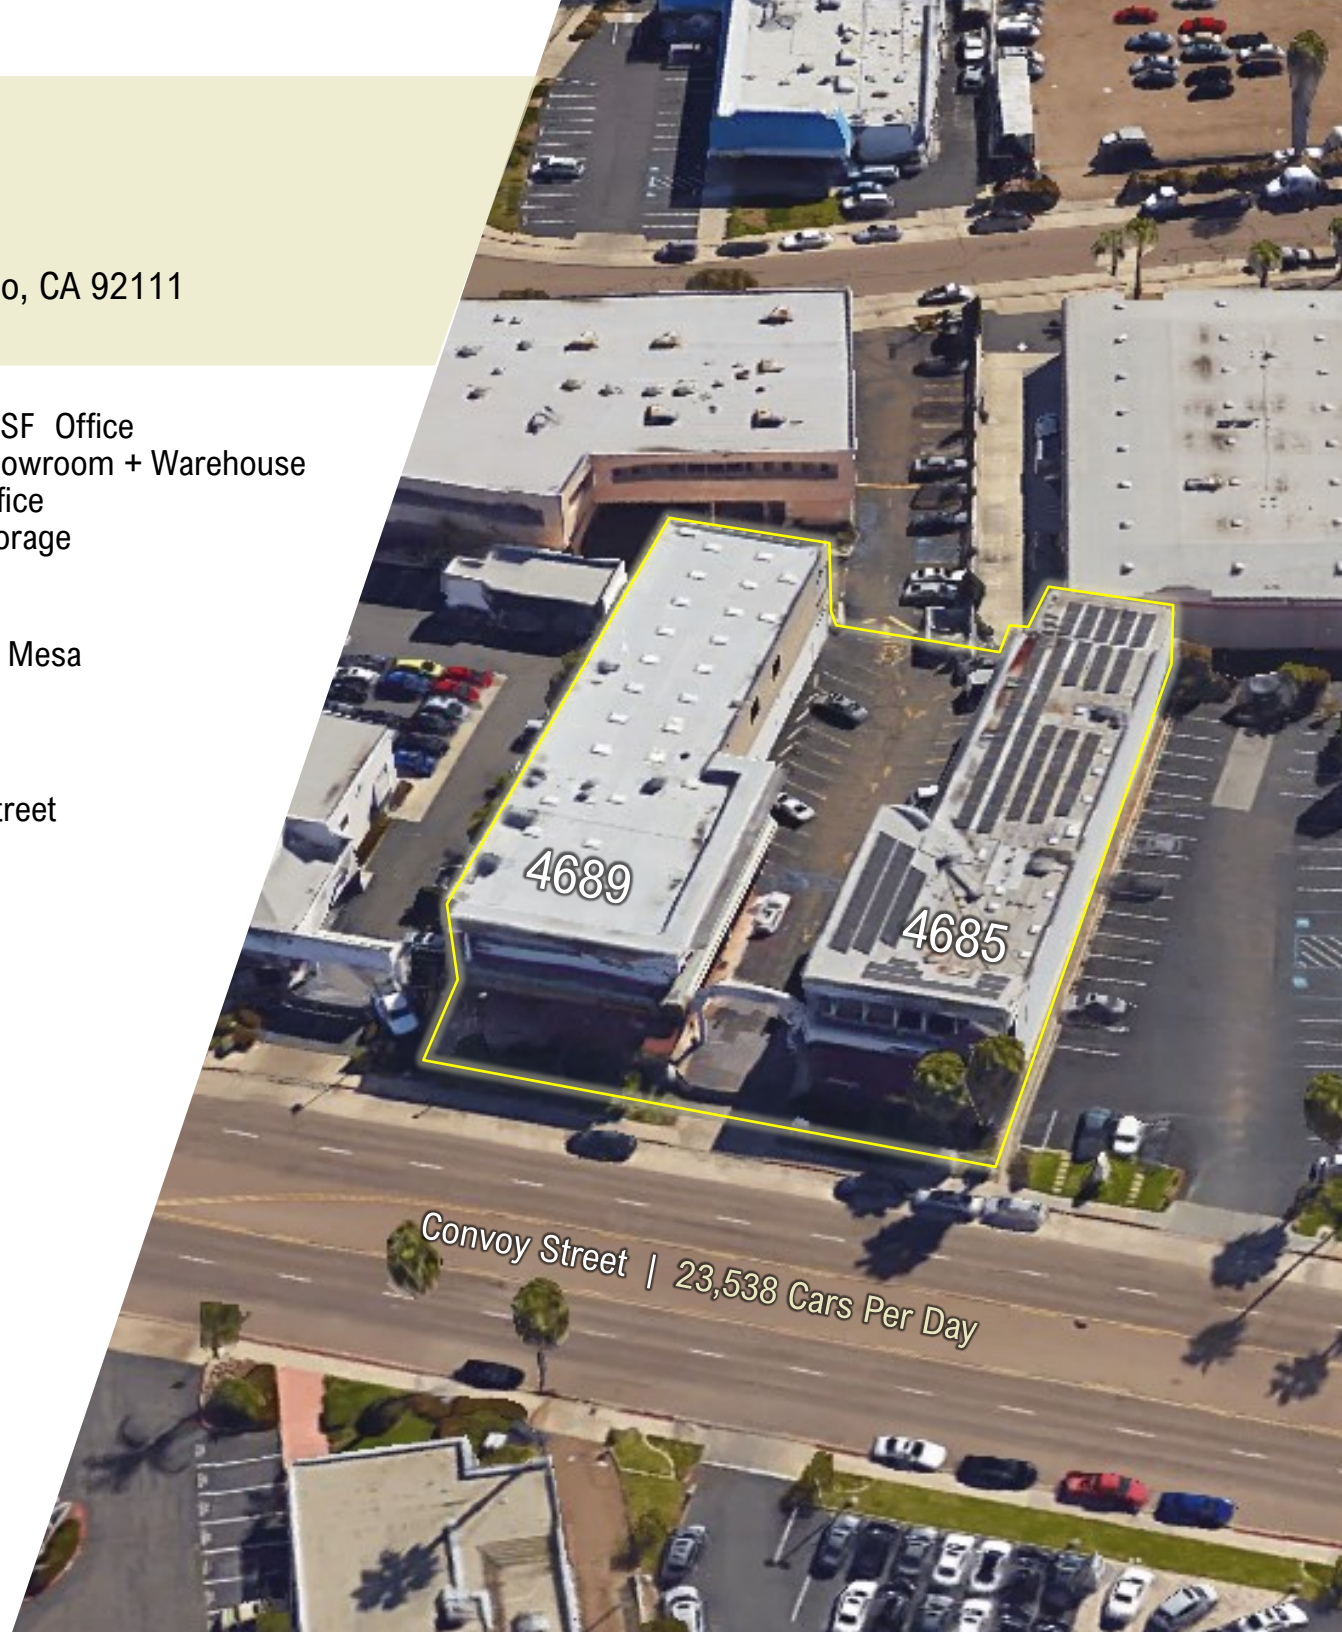 o, CA 92111
SF Office
owroom + Warehouse
fice
orage
Mesa
treet
4689
4685
Convoy Street | 23,538 Cars Per Day